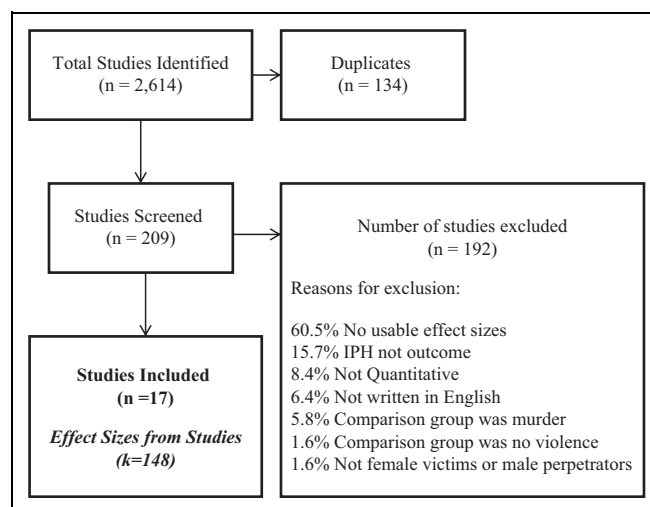 Total Studies Identified
(n = 2,614)
Duplicates
(n = 134)
Studies Screened
(n = 209)
Number of studies excluded
(n = 192)
Reasons for exclusion:
60.5% No usable effect sizes
15.7% IPH not outcome
8.4% Not Quantitative
6.4% Not written in English
5.8% Comparison group was murder
1.6% Comparison group was no violence
1.6% Not female victims or male perpetrators
Studies Included
(n =17)
Effect Sizes from Studies
(k=148)